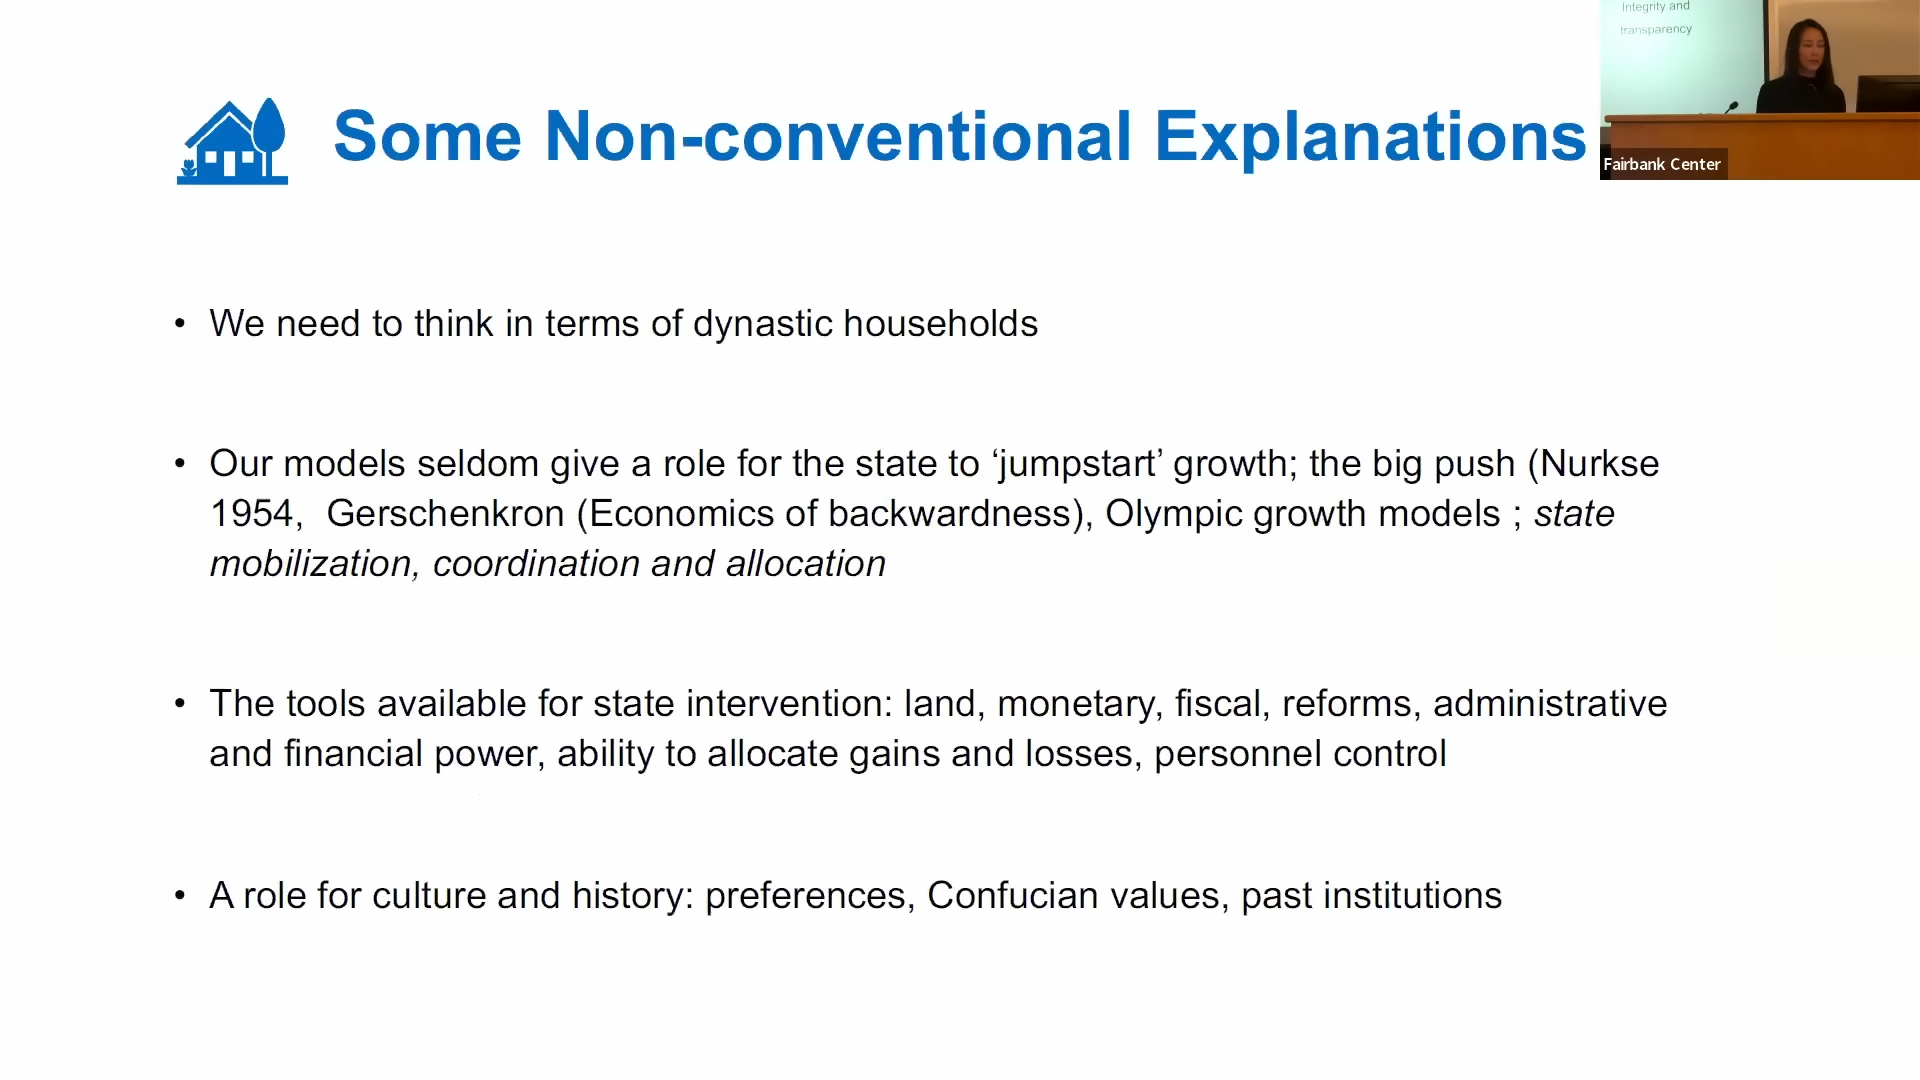 Integrity and
transparency
Some Non-conventional Explanations
Fairbank Center
• We need to think in terms of dynastic households
• Our models seldom give a role for the state to ‘jumpstart’ growth; the big push (Nurkse
1954,  Gerschenkron (Economics of backwardness), Olympic growth models ; state
mobilization, coordination and allocation
• The tools available for state intervention: land, monetary, fiscal, reforms, administrative
and financial power, ability to allocate gains and losses, personnel control
• A role for culture and history: preferences, Confucian values, past institutions